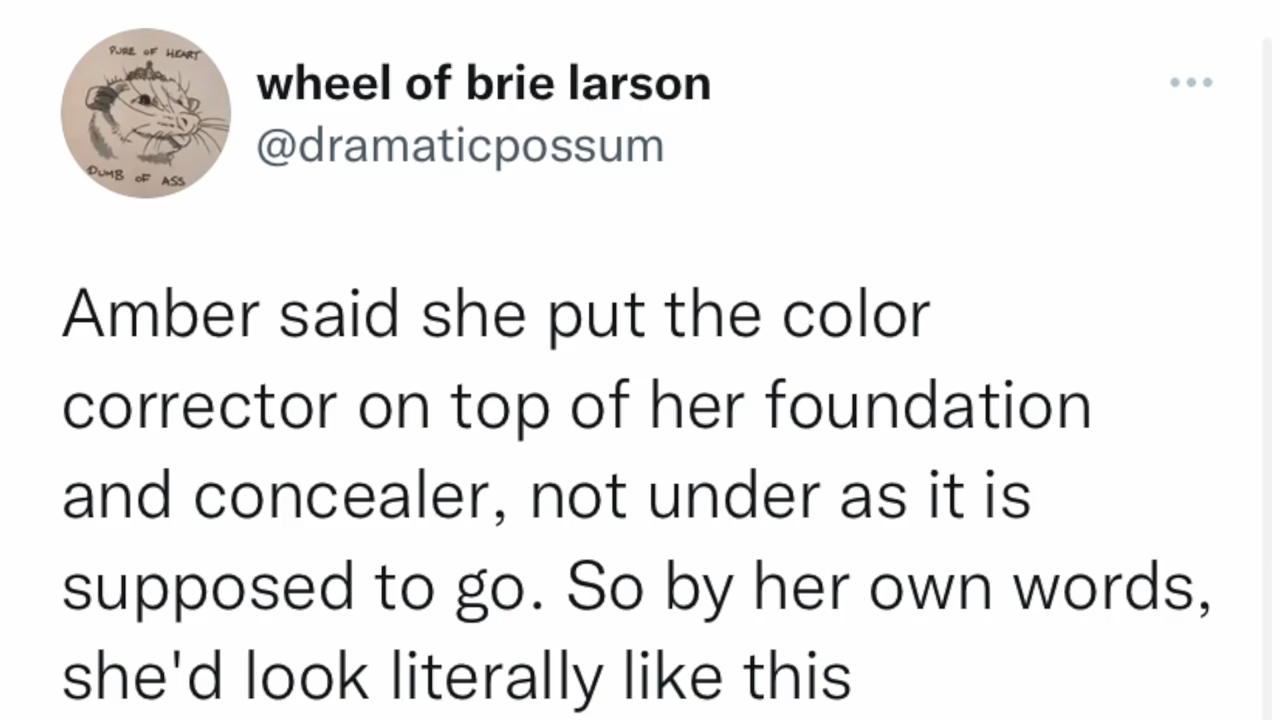 PURE OF HEART
DUMB OF ASS
wheel of brie larson
@dramaticpossum
Amber said she put the color
corrector on top of her foundation
and concealer, not under as it is
supposed to go. So by her own words,
she'd look literally like this